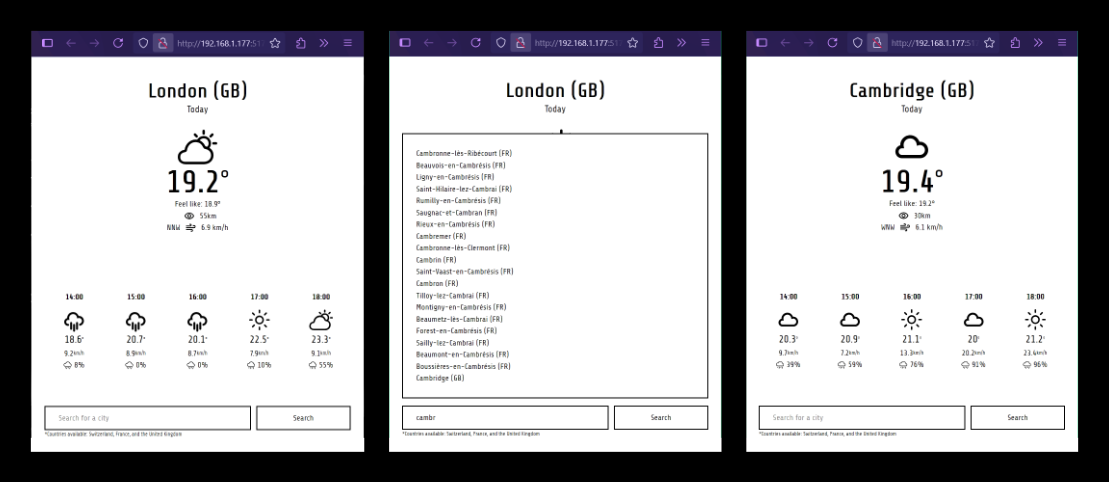 http://192.168.1.177:51
London (GB)
Today
19.2°
Feel like: 18.9°
55km
NNW 6.9 km/h
14:00 15:00 16:00 17:00 18:00
18.6° 20.7° 20.1° 22.5° 23.3°
9.2km/h 8.9km/h 8.7km/h 7.9km/h 9.1km/h
8% 0% 0% 10% 55%
Search for a city Search
*Countries available: Switzerland, France, and the United Kingdom
http://192.168.1.177:51
London (GB)
Today
Cambronne-lès-Ribécourt (FR)
Beauvois-en-Cambrésis (FR)
Ligny-en-Cambrésis (FR)
Saint-Hilaire-lez-Cambrai (FR)
Rumilly-en-Cambrésis (FR)
Saugnac-et-Cambran (FR)
Rieux-en-Cambrésis (FR)
Cambremer (FR)
Cambronne-lès-Clermont (FR)
Cambrin (FR)
Saint-Vaast-en-Cambrésis (FR)
Cambron (FR)
Tilloy-lez-Cambrai (FR)
Montigny-en-Cambrésis (FR)
Beaumetz-lès-Cambrai (FR)
Forest-en-Cambrésis (FR)
Sailly-lez-Cambrai (FR)
Beaumont-en-Cambrésis (FR)
Boussières-en-Cambrésis (FR)
Cambridge (GB)
cambr Search
*Countries available: Switzerland, France, and the United Kingdom
http://192.168.1.177:51
Cambridge (GB)
Today
19.4°
Feel like: 19.2°
30km
WNW 6.1 km/h
14:00 15:00 16:00 17:00 18:00
20.3° 20.9° 21.1° 20° 21.2°
9.7km/h 7.2km/h 13.3km/h 20.2km/h 23.4km/h
39% 59% 76% 91% 96%
Search for a city Search
*Countries available: Switzerland, France, and the United Kingdom